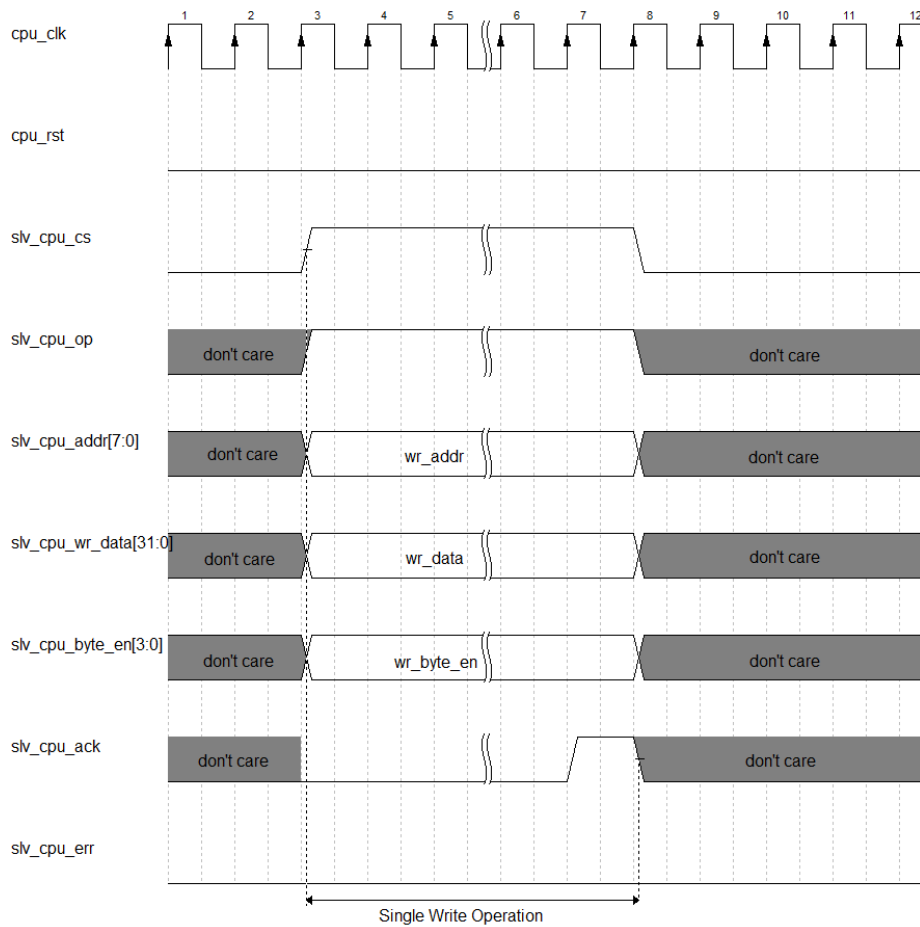 1 2 3 4 5 6 7 8 9 10 11 12
cpu_clk
cpu_rst
slv_cpu_cs
slv_cpu_op
don't care don't care
slv_cpu_addr[7:0]
don't care wr_addr don't care
slv_cpu_wr_data[31:0]
don't care wr_data don't care
slv_cpu_byte_en[3:0]
don't care wr_byte_en don't care
slv_cpu_ack
don't care don't care
slv_cpu_err
Single Write Operation